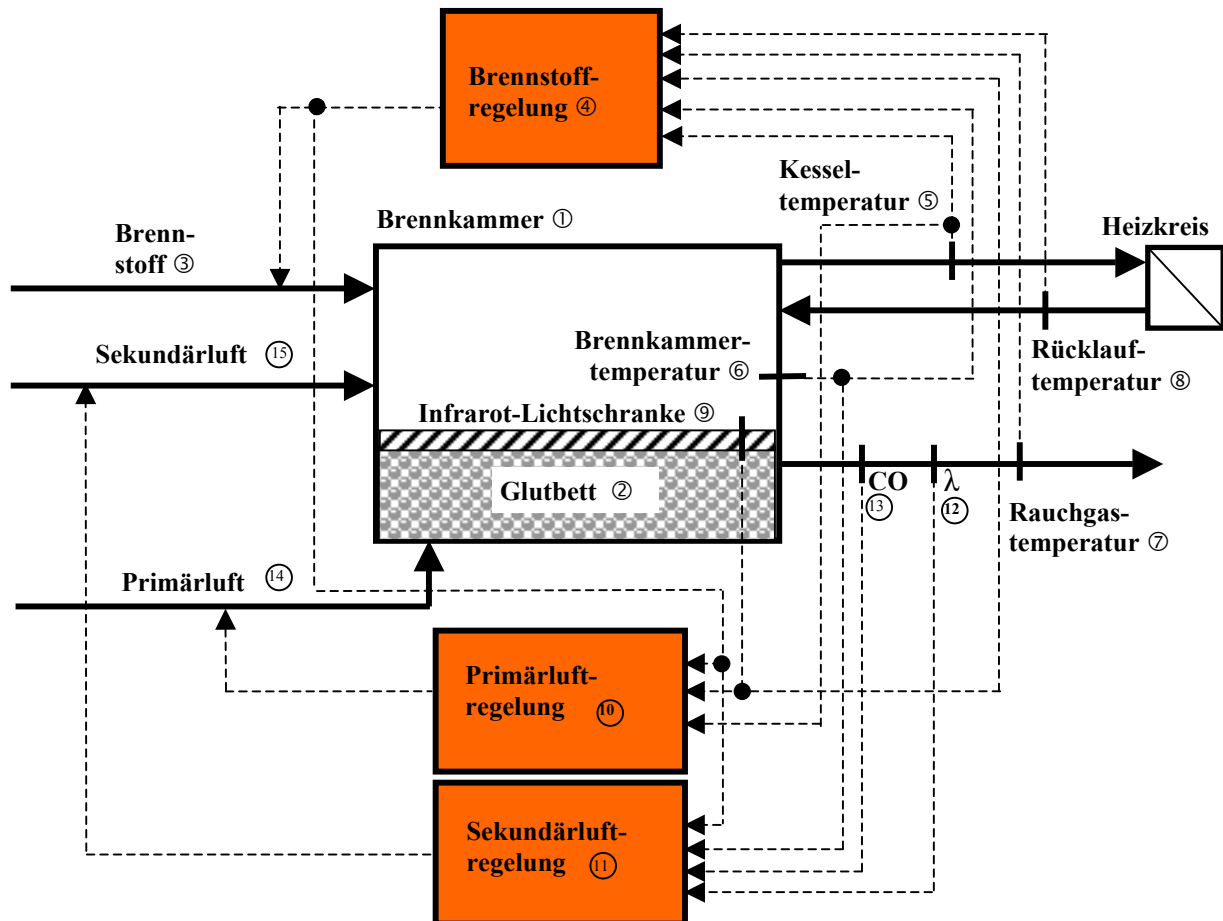 Brennstoff-
regelung ④
Kessel-
temperatur ⑤
Brennkammer ①
Heizkreis
Brenn-
stoff ③
Brennkammer-
temperatur ⑥
Sekundärluft ⑮
Rücklauf-
temperatur ⑧
Infrarot-Lichtschranke ⑨
CO
⑬
λ
⑫
Glutbett ②
Rauchgas-
temperatur ⑦
Primärluft ⑭
Primärluft-
regelung ⑩
Sekundärluft-
regelung ⑪